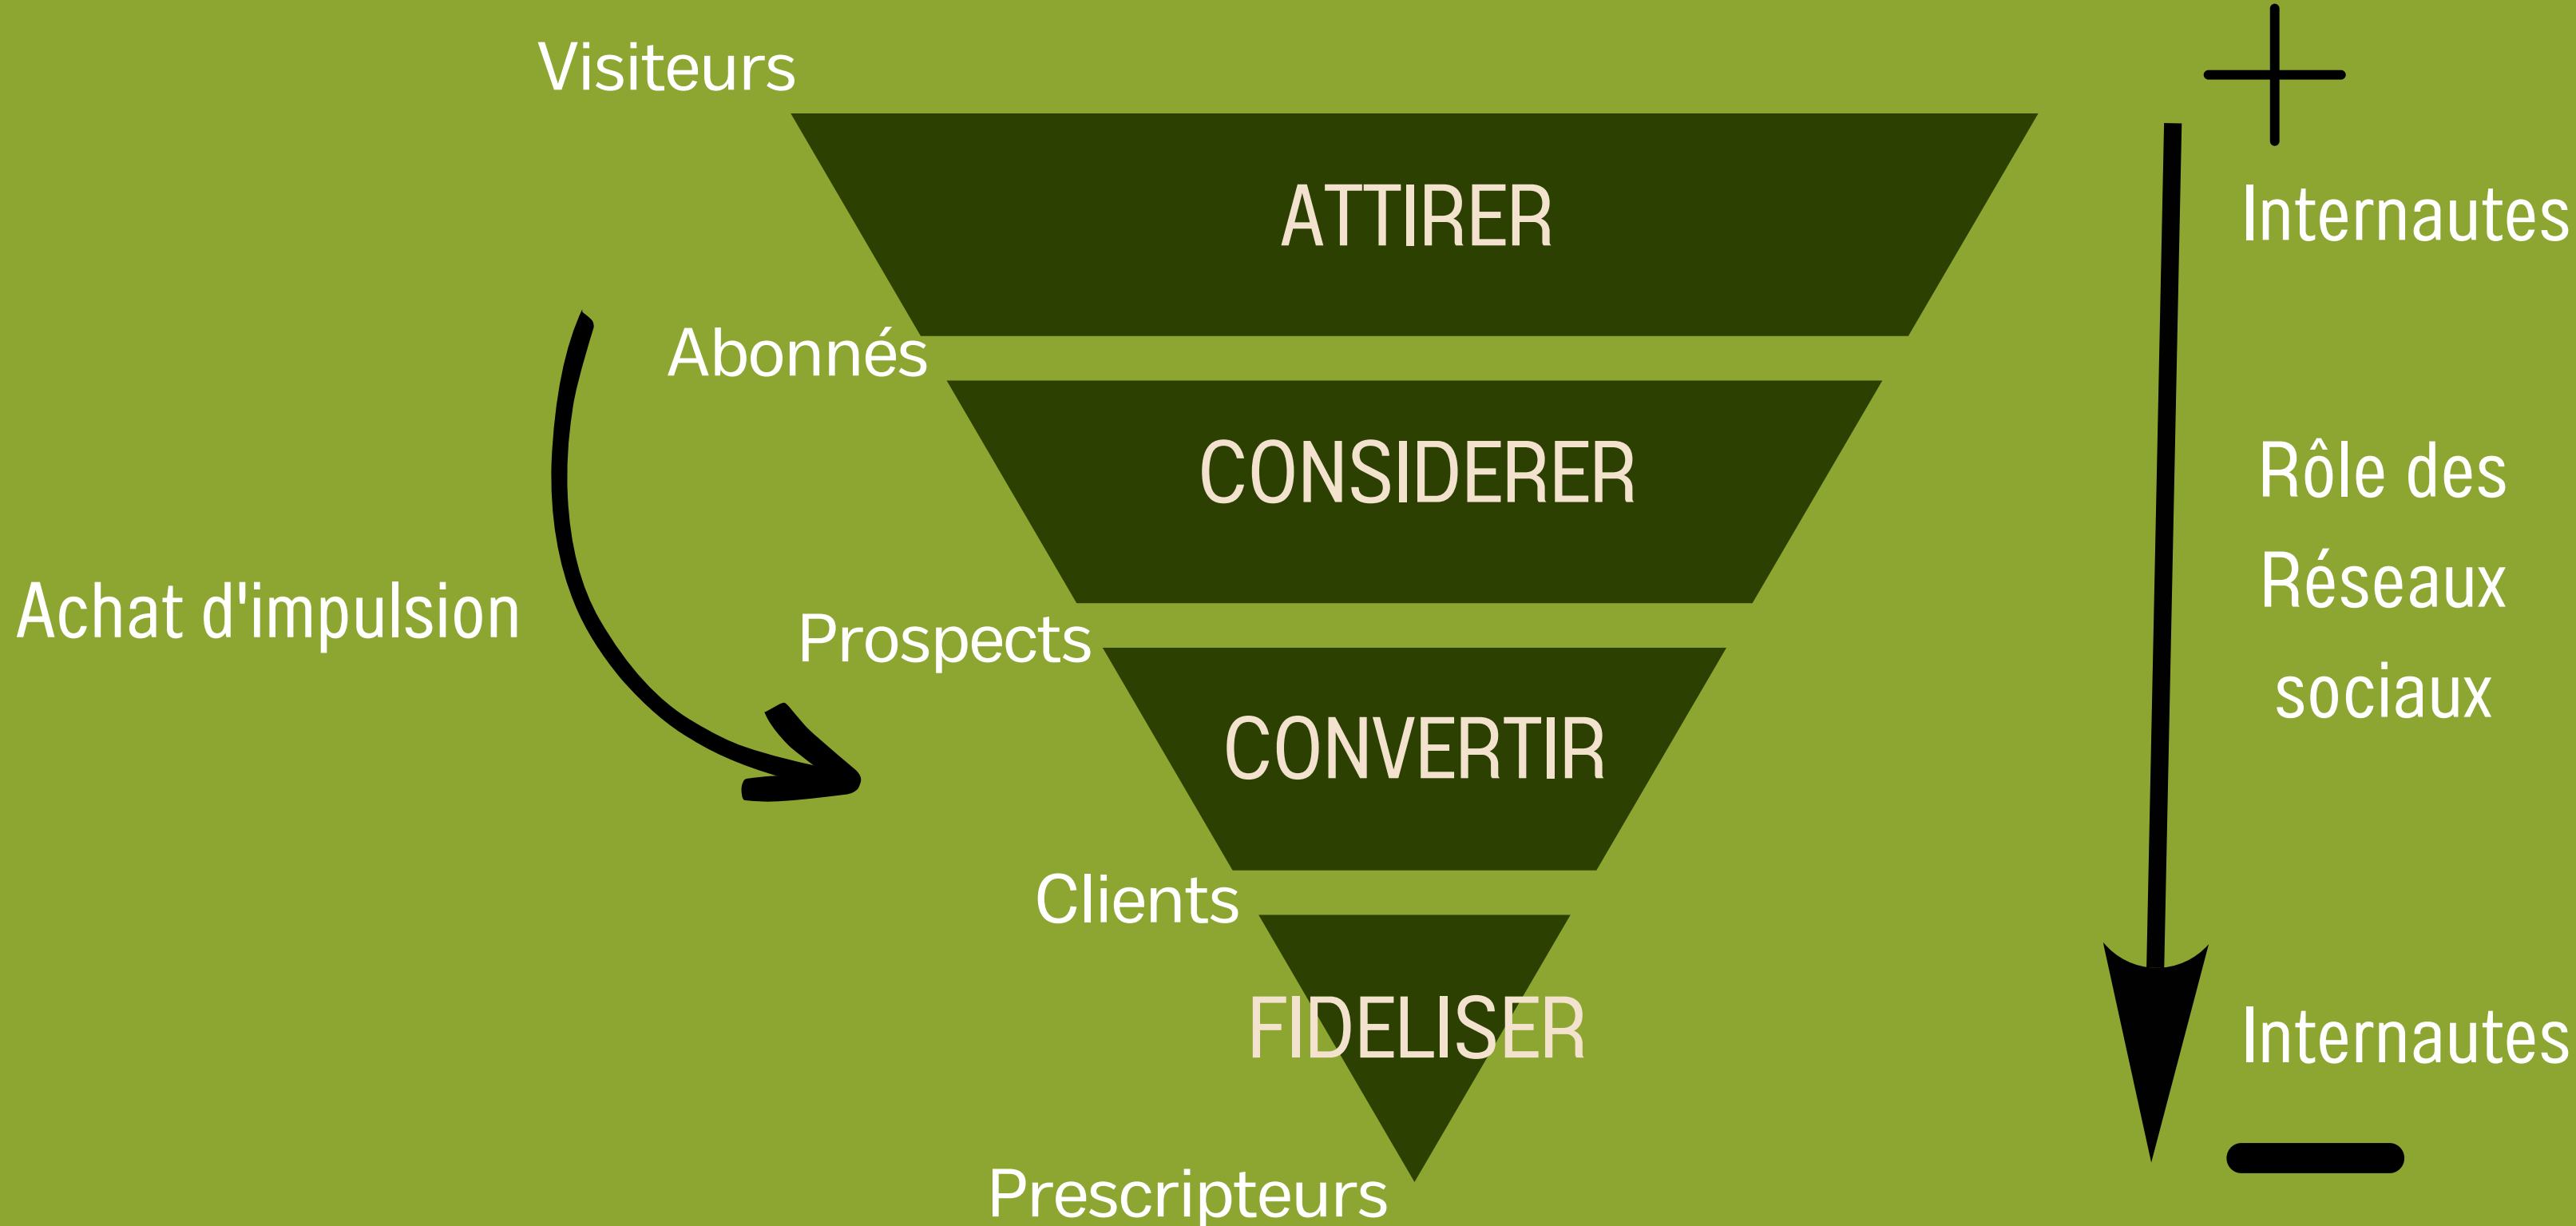 Visiteurs
ATTIRER
Internautes
Abonnés
CONSIDERER
Rôle des
Réseaux
sociaux
Achat d'impulsion
Prospects
CONVERTIR
Clients
FIDELISER
Internautes
Prescripteurs